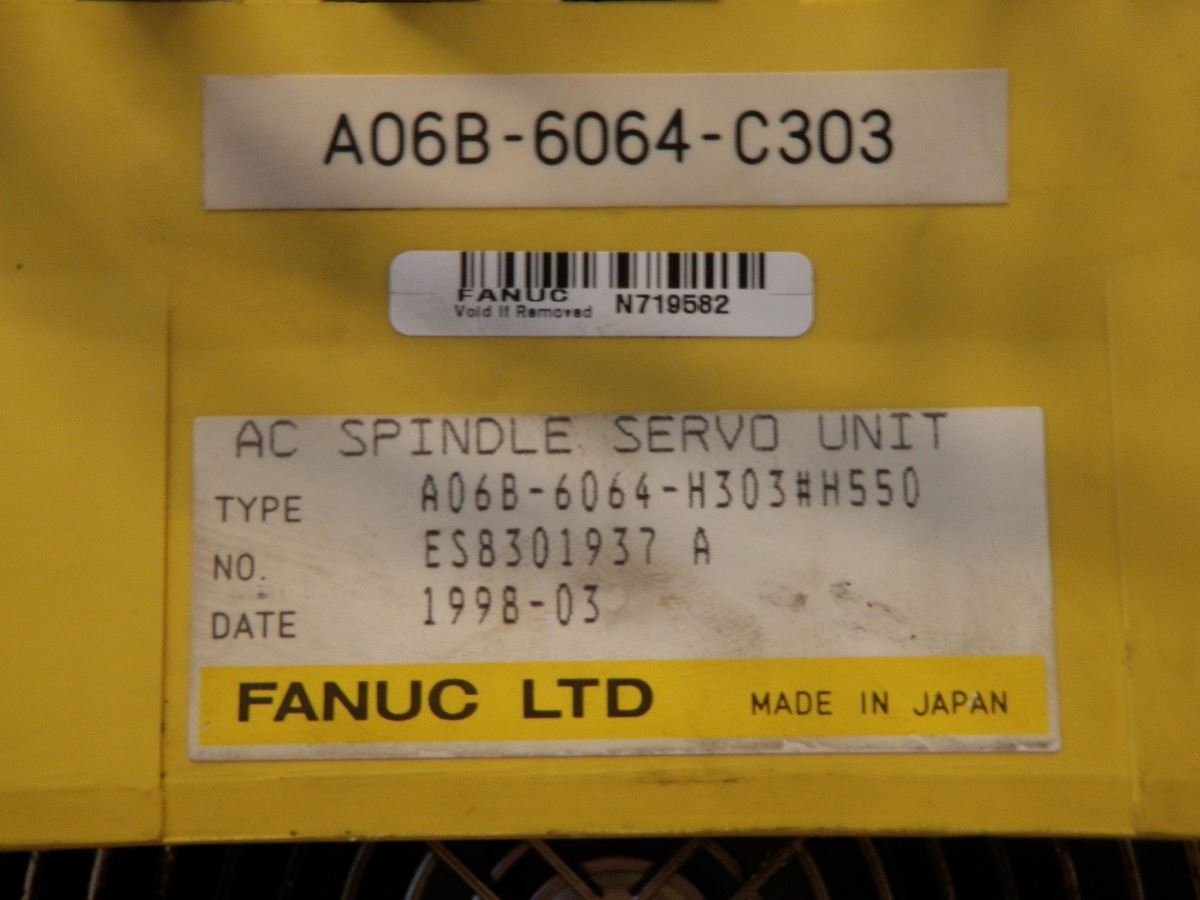 A06B-6064-C303
FANUC
Void If Removed N719582
AC SPINDLE SERVO UNIT
TYPE A06B-6064-H303#H550
NO. ES8301937 A
DATE 1998-03
FANUC LTD MADE IN JAPAN